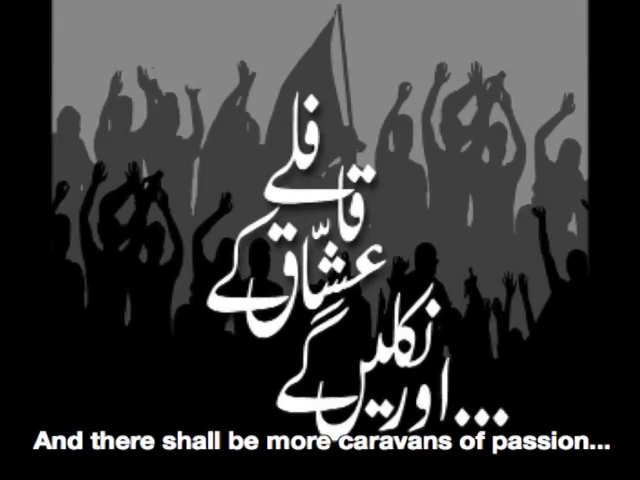 قافلے
عشّاق کے
...اور نکلیں گے
And there shall be more caravans of passion...